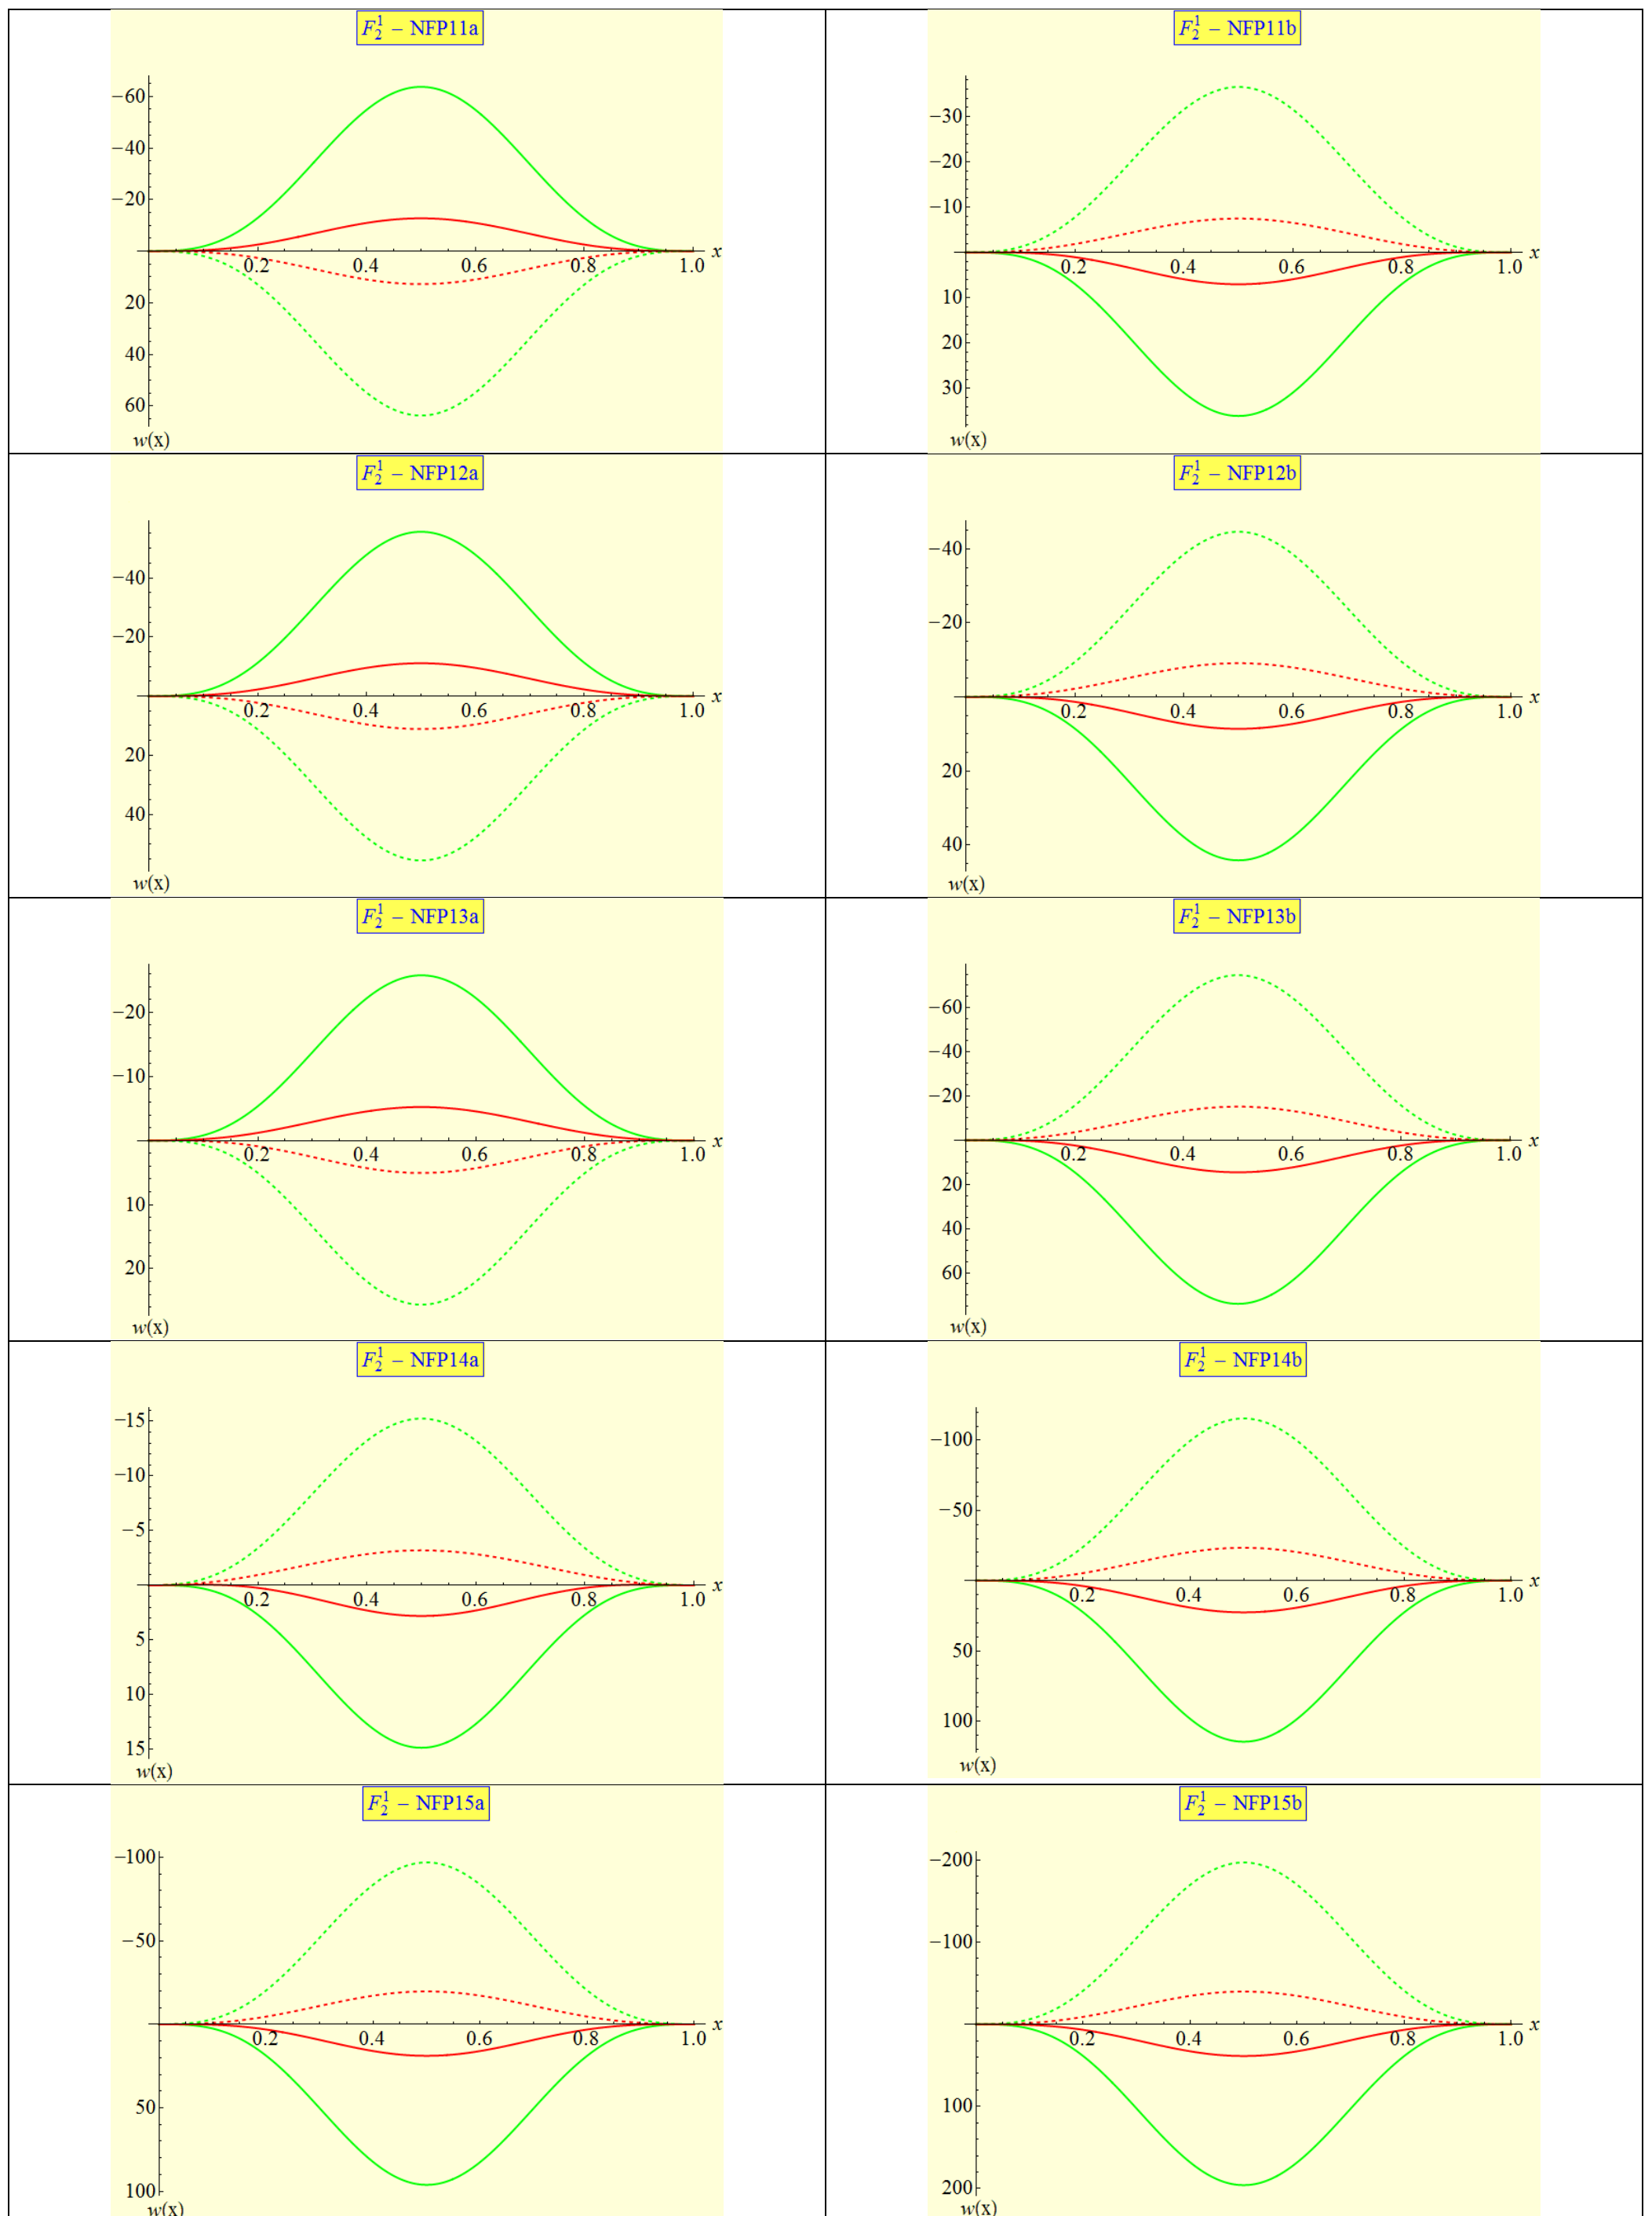 F₂¹ – NFP11a
−60
−40
−20
0.2 0.4 0.6 0.8 1.0 x
20
40
60
w(x)
F₂¹ – NFP11b
−30
−20
−10
0.2 0.4 0.6 0.8 1.0 x
10
20
30
w(x)
F₂¹ – NFP12a
−40
−20
0.2 0.4 0.6 0.8 1.0 x
20
40
w(x)
F₂¹ – NFP12b
−40
−20
0.2 0.4 0.6 0.8 1.0 x
20
40
w(x)
F₂¹ – NFP13a
−20
−10
0.2 0.4 0.6 0.8 1.0 x
10
20
w(x)
F₂¹ – NFP13b
−60
−40
−20
0.2 0.4 0.6 0.8 1.0 x
20
40
60
w(x)
F₂¹ – NFP14a
−15
−10
−5
0.2 0.4 0.6 0.8 1.0 x
5
10
15
w(x)
F₂¹ – NFP14b
−100
−50
0.2 0.4 0.6 0.8 1.0 x
50
100
w(x)
F₂¹ – NFP15a
−100
−50
0.2 0.4 0.6 0.8 1.0 x
50
100
w(x)
F₂¹ – NFP15b
−200
−100
0.2 0.4 0.6 0.8 1.0 x
100
200
w(x)